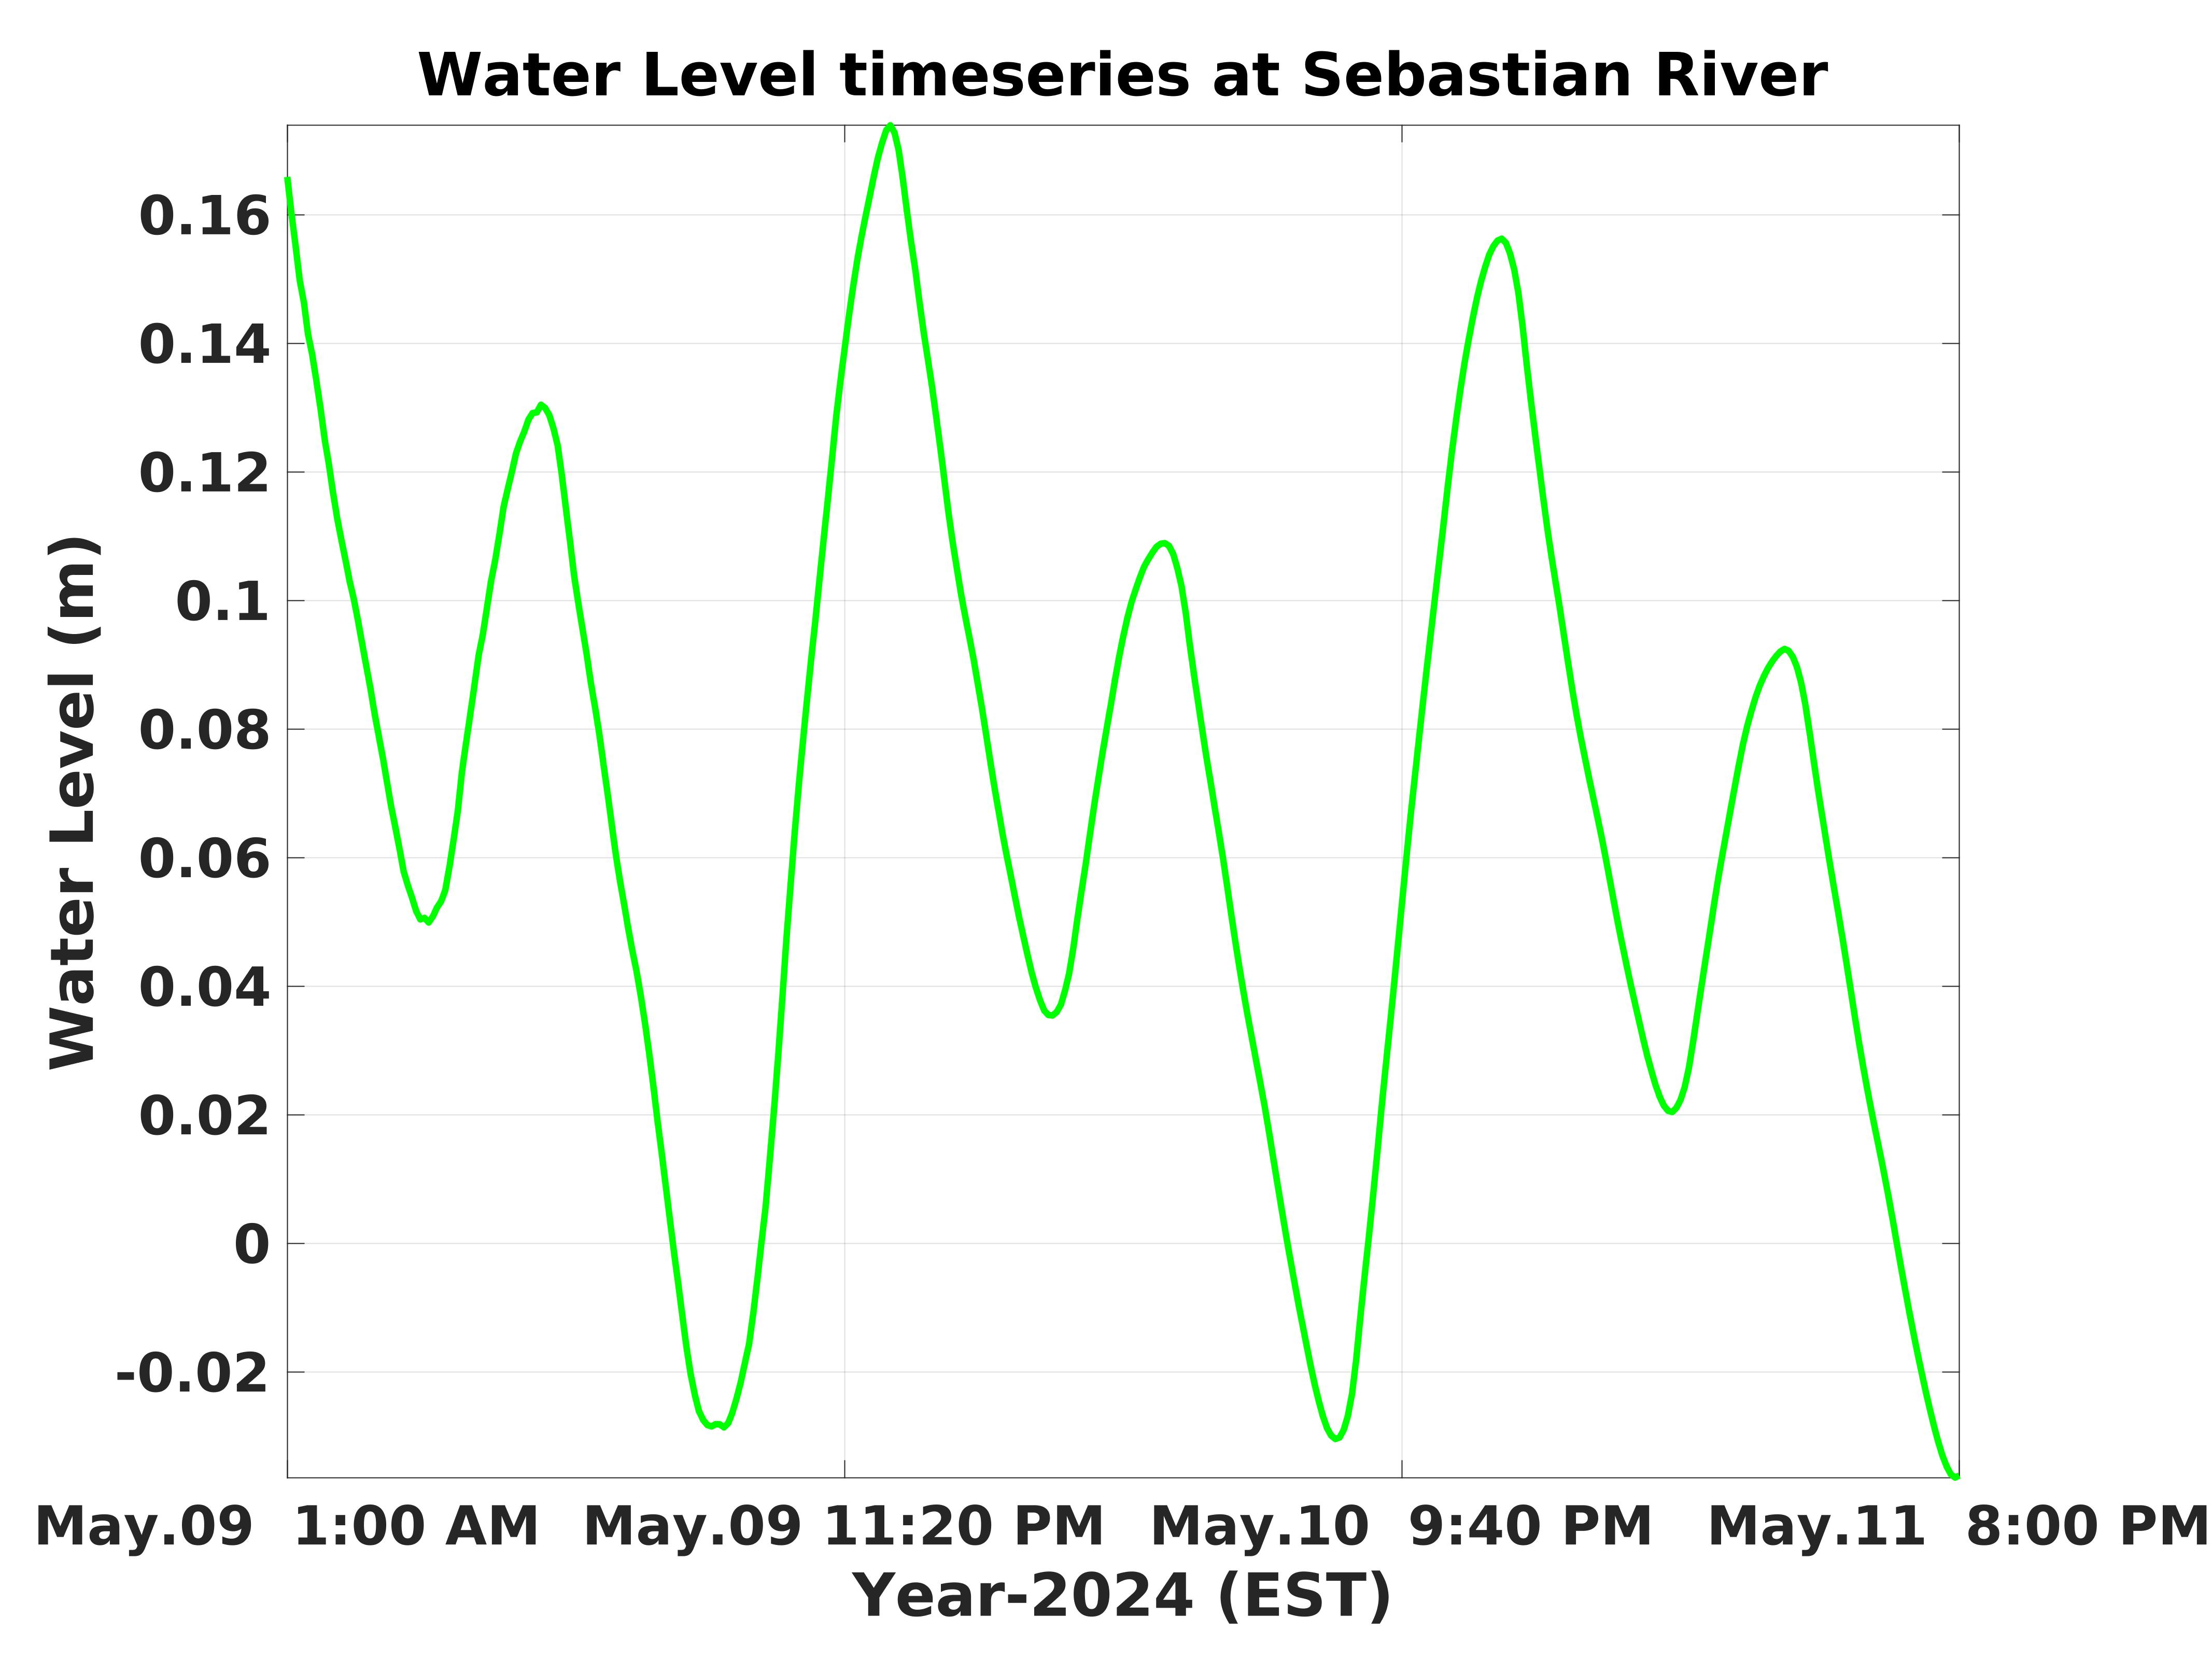 Water Level timeseries at Sebastian River
Water Level (m)
0.16
0.14
0.12
0.1
0.08
0.06
0.04
0.02
0
-0.02
May.09 1:00 AM May.09 11:20 PM May.10 9:40 PM May.11 8:00 PM
Year-2024 (EST)